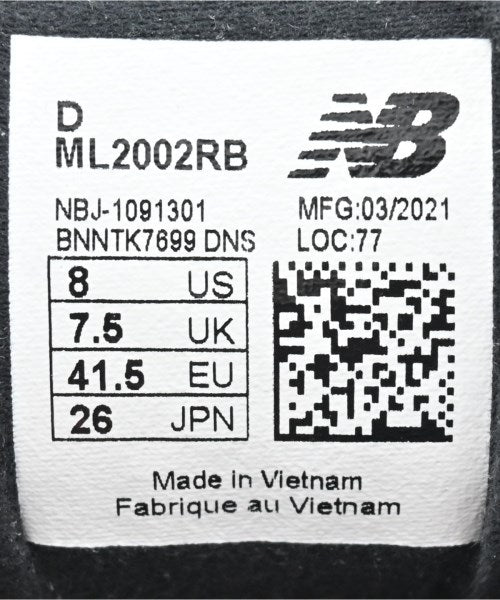 D
ML2002RB
NB
NBJ-1091301
MFG:03/2021
BNNTK7699 DNS
LOC:77
8 US
7.5 UK
41.5 EU
26 JPN
Made in Vietnam
Fabrique au Vietnam